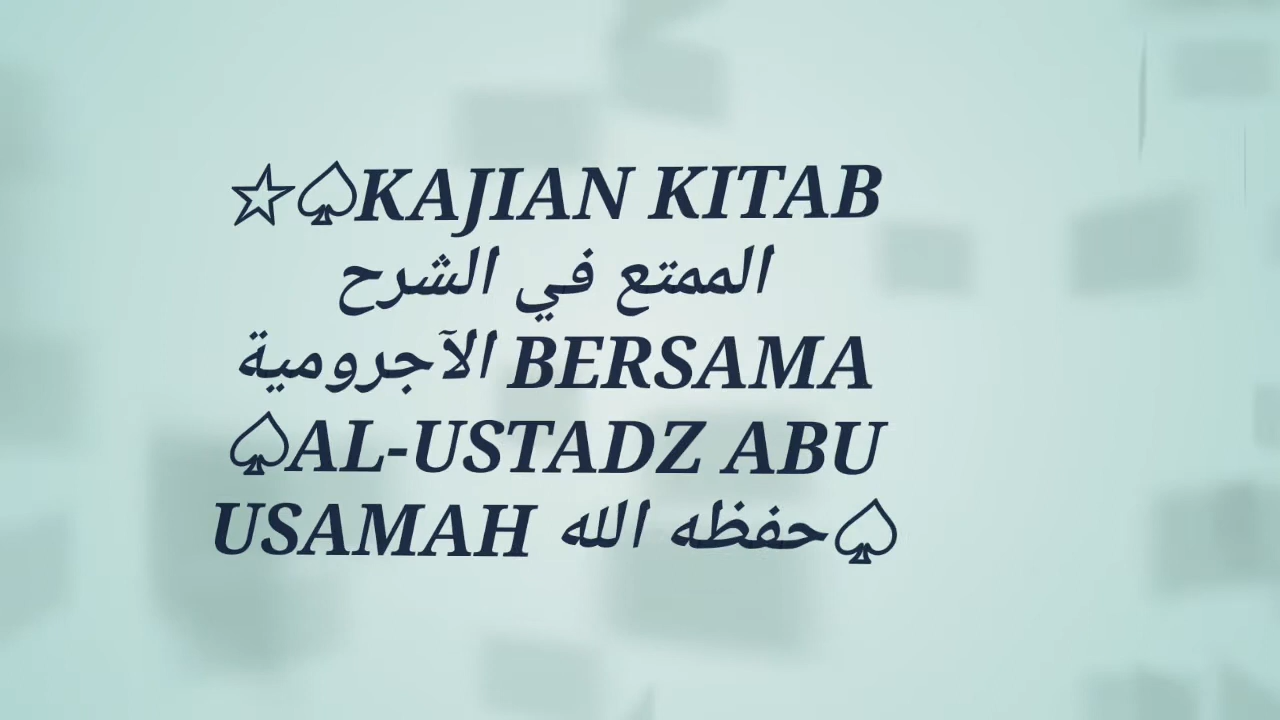 ☆♤KAJIAN KITAB
الممتع في الشرح
الآجرومية BERSAMA
♤AL-USTADZ ABU
USAMAH حفظه الله♤